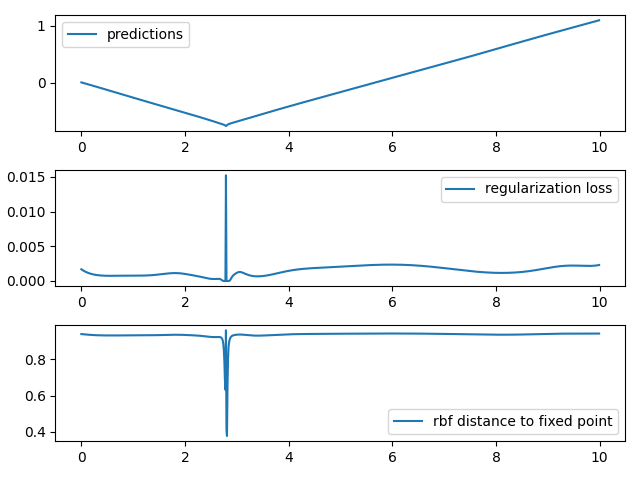 1
predictions
0
0 2 4 6 8 10
0.015
regularization loss
0.010
0.005
0.000
0 2 4 6 8 10
0.8
0.6
rbf distance to fixed point
0.4
0 2 4 6 8 10